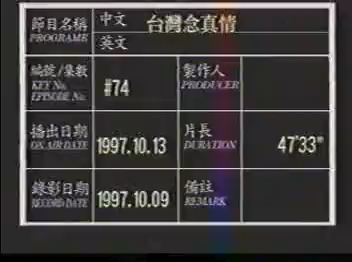 節目名稱 中文 台灣念真情
PROGRAME 英文
編號/集數 #74 製作人
KEY No. PRODUCER
EPISODE No.
播出日期 1997.10.13 片長 47'33"
ON AIR DATE DURATION
錄影日期 1997.10.09 備註
RECORD DATE REMARK